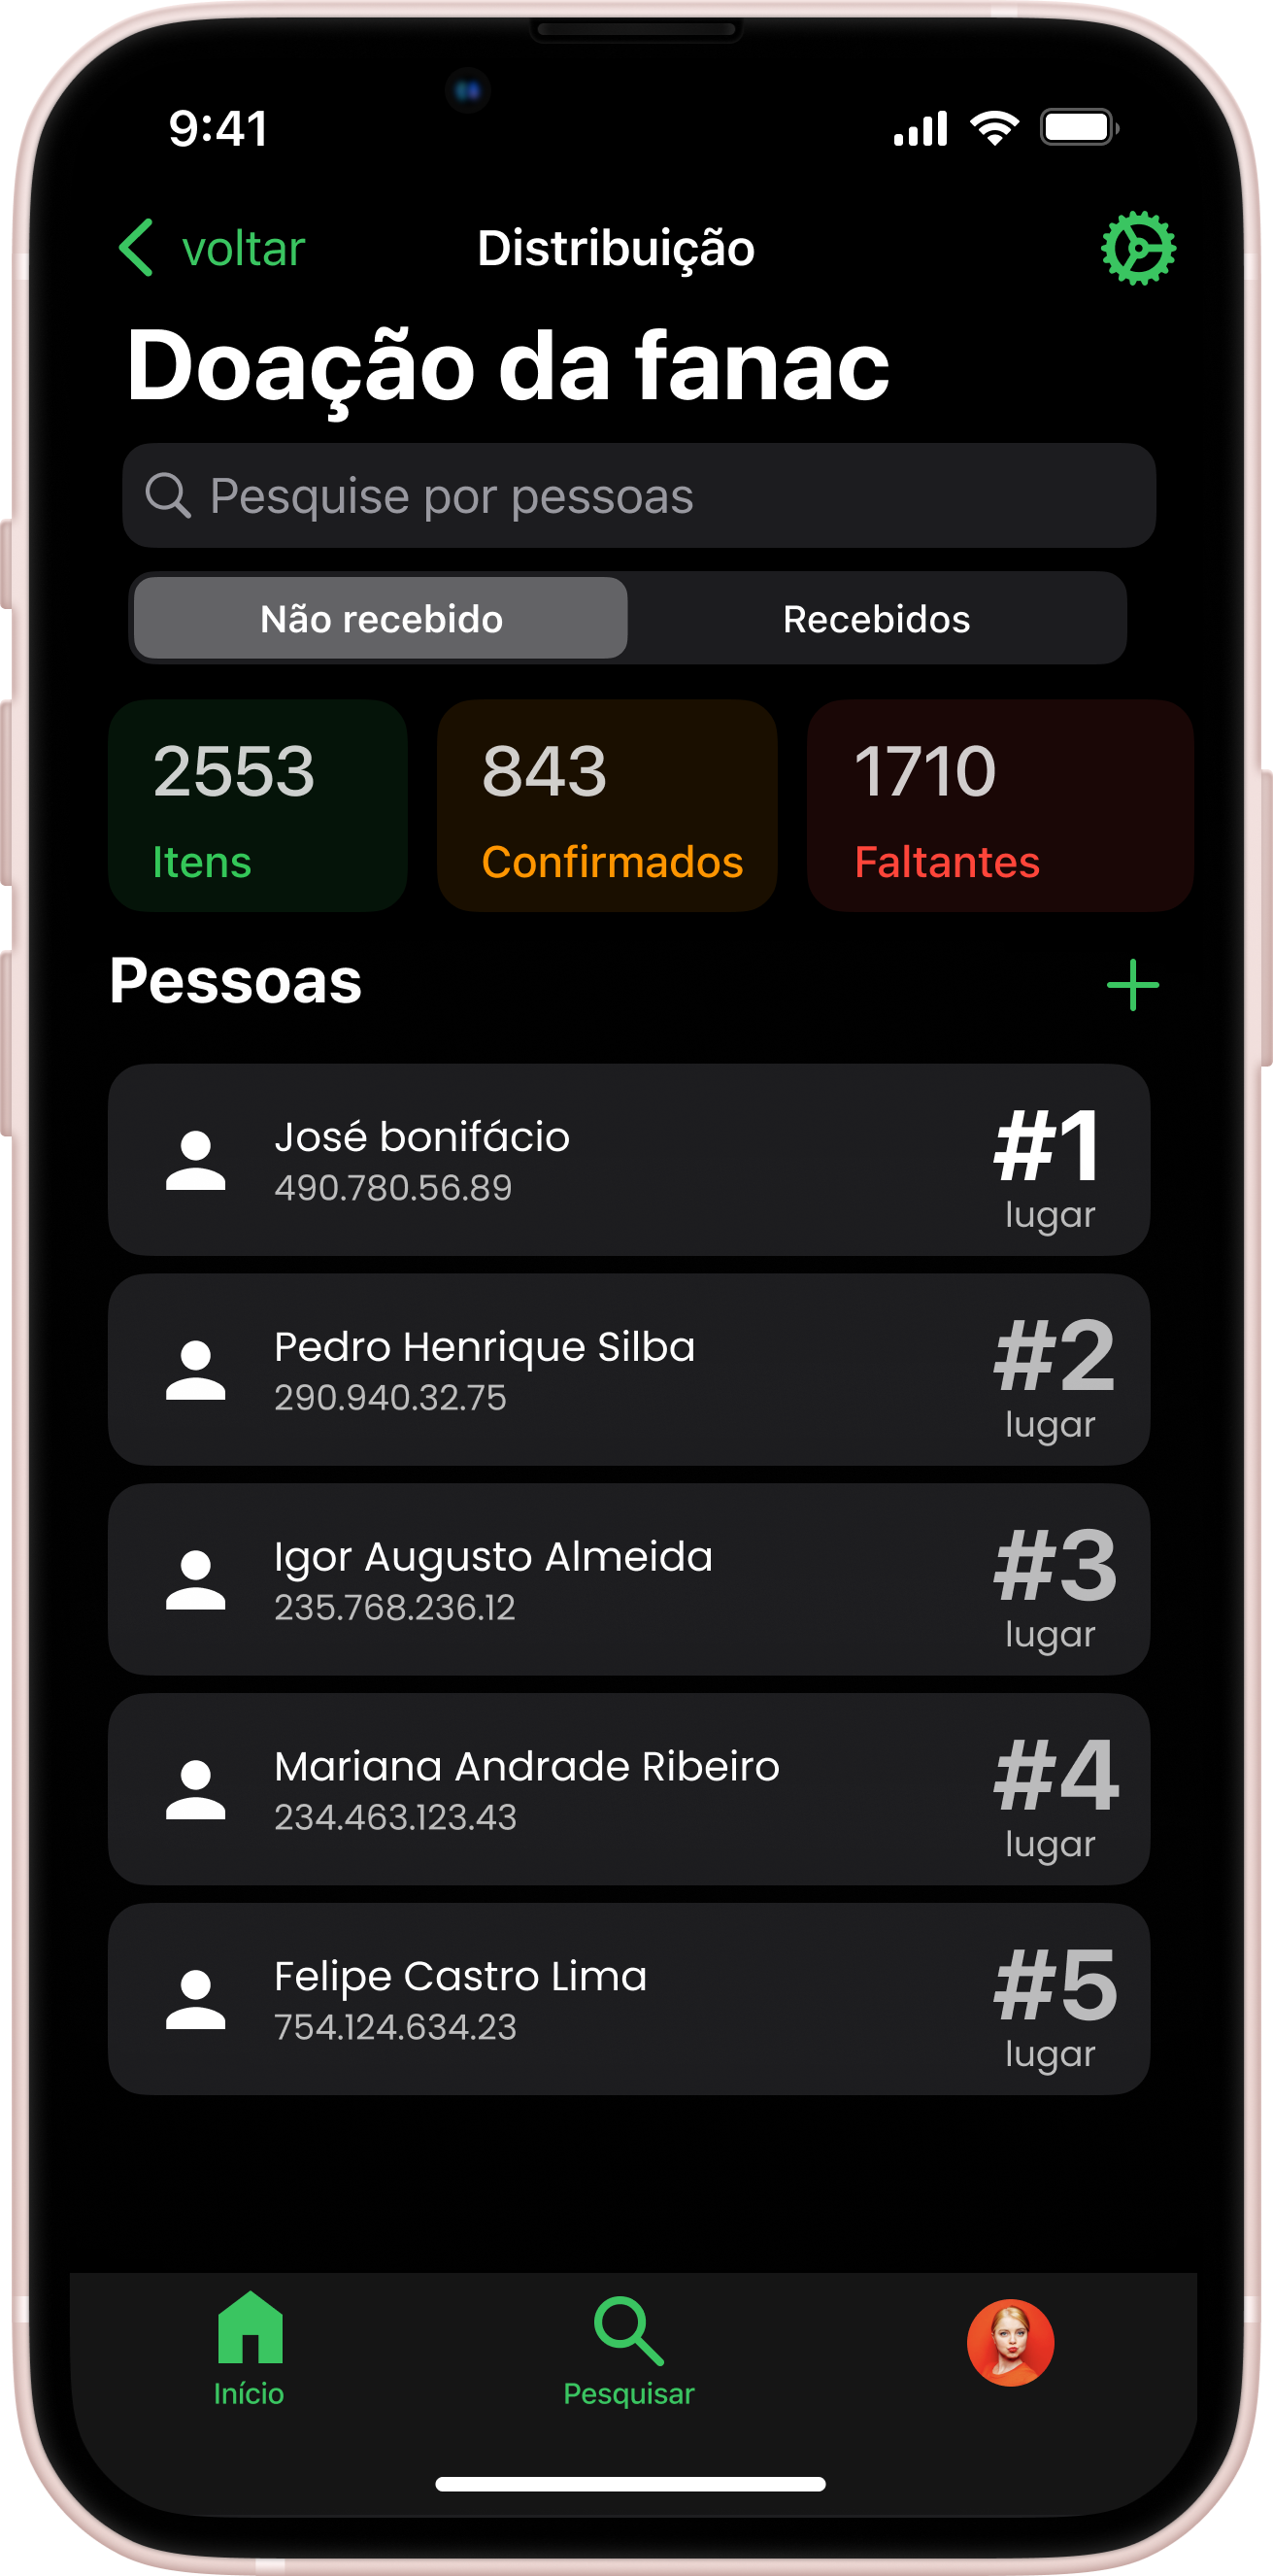 9:41
voltar
Distribuição
Doação da fanac
Pesquise por pessoas
Não recebido
Recebidos
2553
Itens
843
Confirmados
1710
Faltantes
Pessoas
José bonifácio
490.780.56.89
#1
lugar
Pedro Henrique Silba
290.940.32.75
#2
lugar
Igor Augusto Almeida
235.768.236.12
#3
lugar
Mariana Andrade Ribeiro
234.463.123.43
#4
lugar
Felipe Castro Lima
754.124.634.23
#5
lugar
Início
Pesquisar